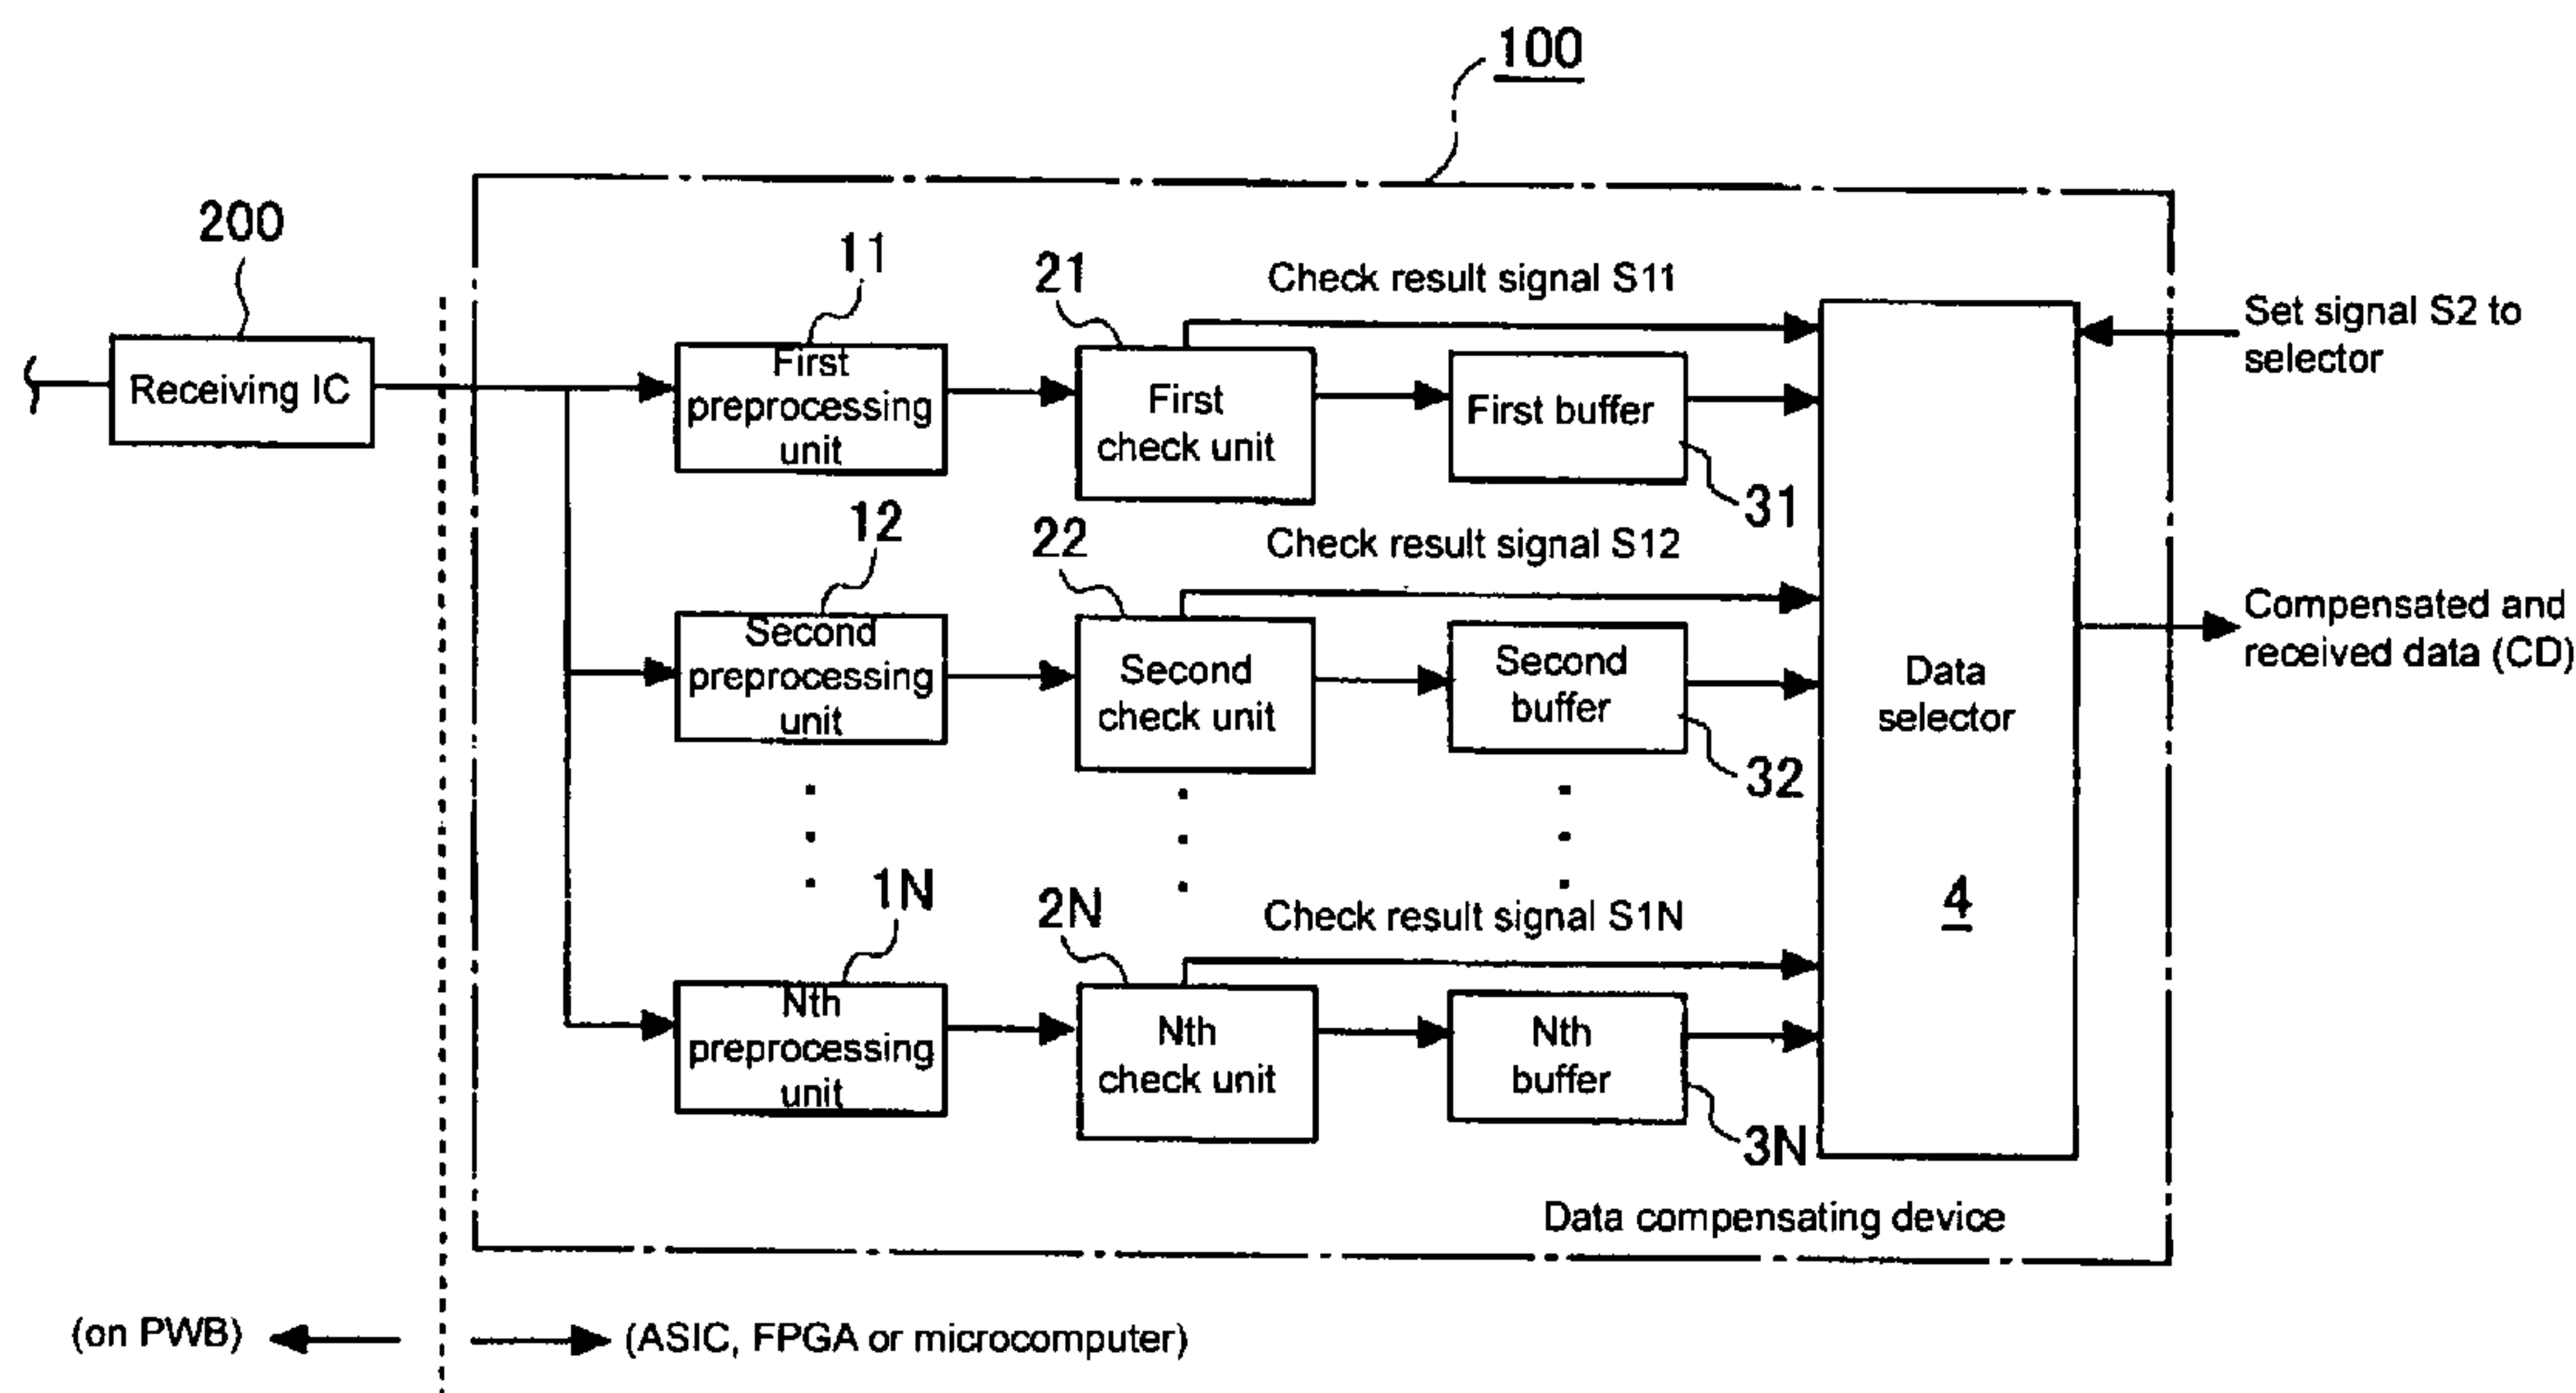 100
200
Receiving IC
11
First
preprocessing
unit
21
First
check unit
Check result signal S11
First buffer
31
Set signal S2 to
selector
12
Second
preprocessing
unit
22
Second
check unit
Check result signal S12
Second
buffer
32
Data
selector
4
Compensated and
received data (CD)
1N
Nth
preprocessing
unit
2N
Nth
check unit
Check result signal S1N
Nth
buffer
3N
Data compensating device
(on PWB)
(ASIC, FPGA or microcomputer)